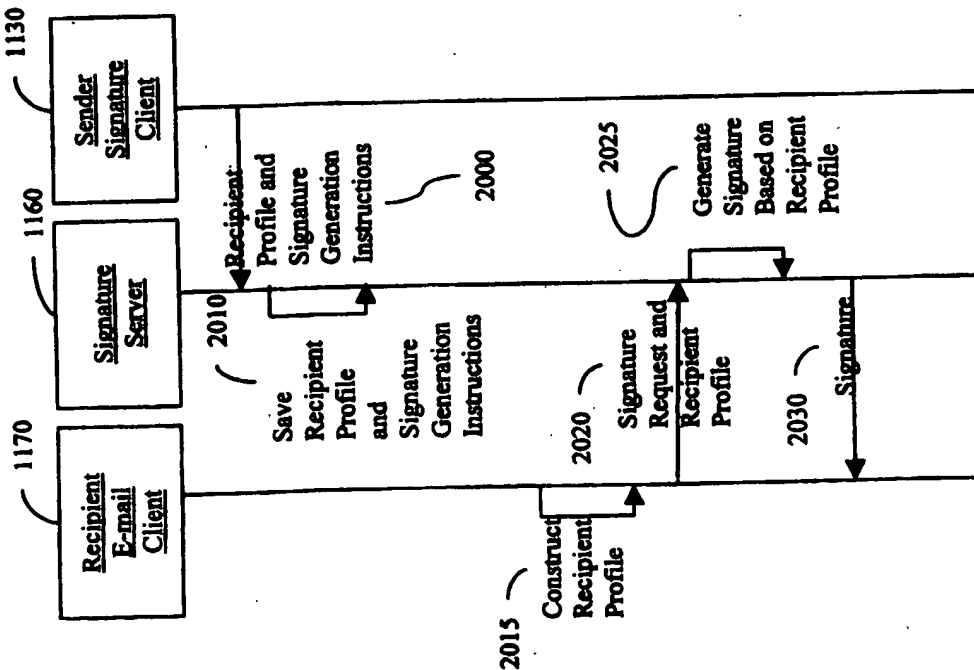 1130
Sender
Signature
Client
1160
Signature
Server
1170
Recipient
E-mail
Client
Recipient
Profile and
Signature
Generation
Instructions
2000
2010
Save
Recipient
Profile
and
Signature
Generation
Instructions
2015
Construct
Recipient
Profile
2020
Signature
Request and
Recipient
Profile
2025
Generate
Signature
Based on
Recipient
Profile
2030
Signature